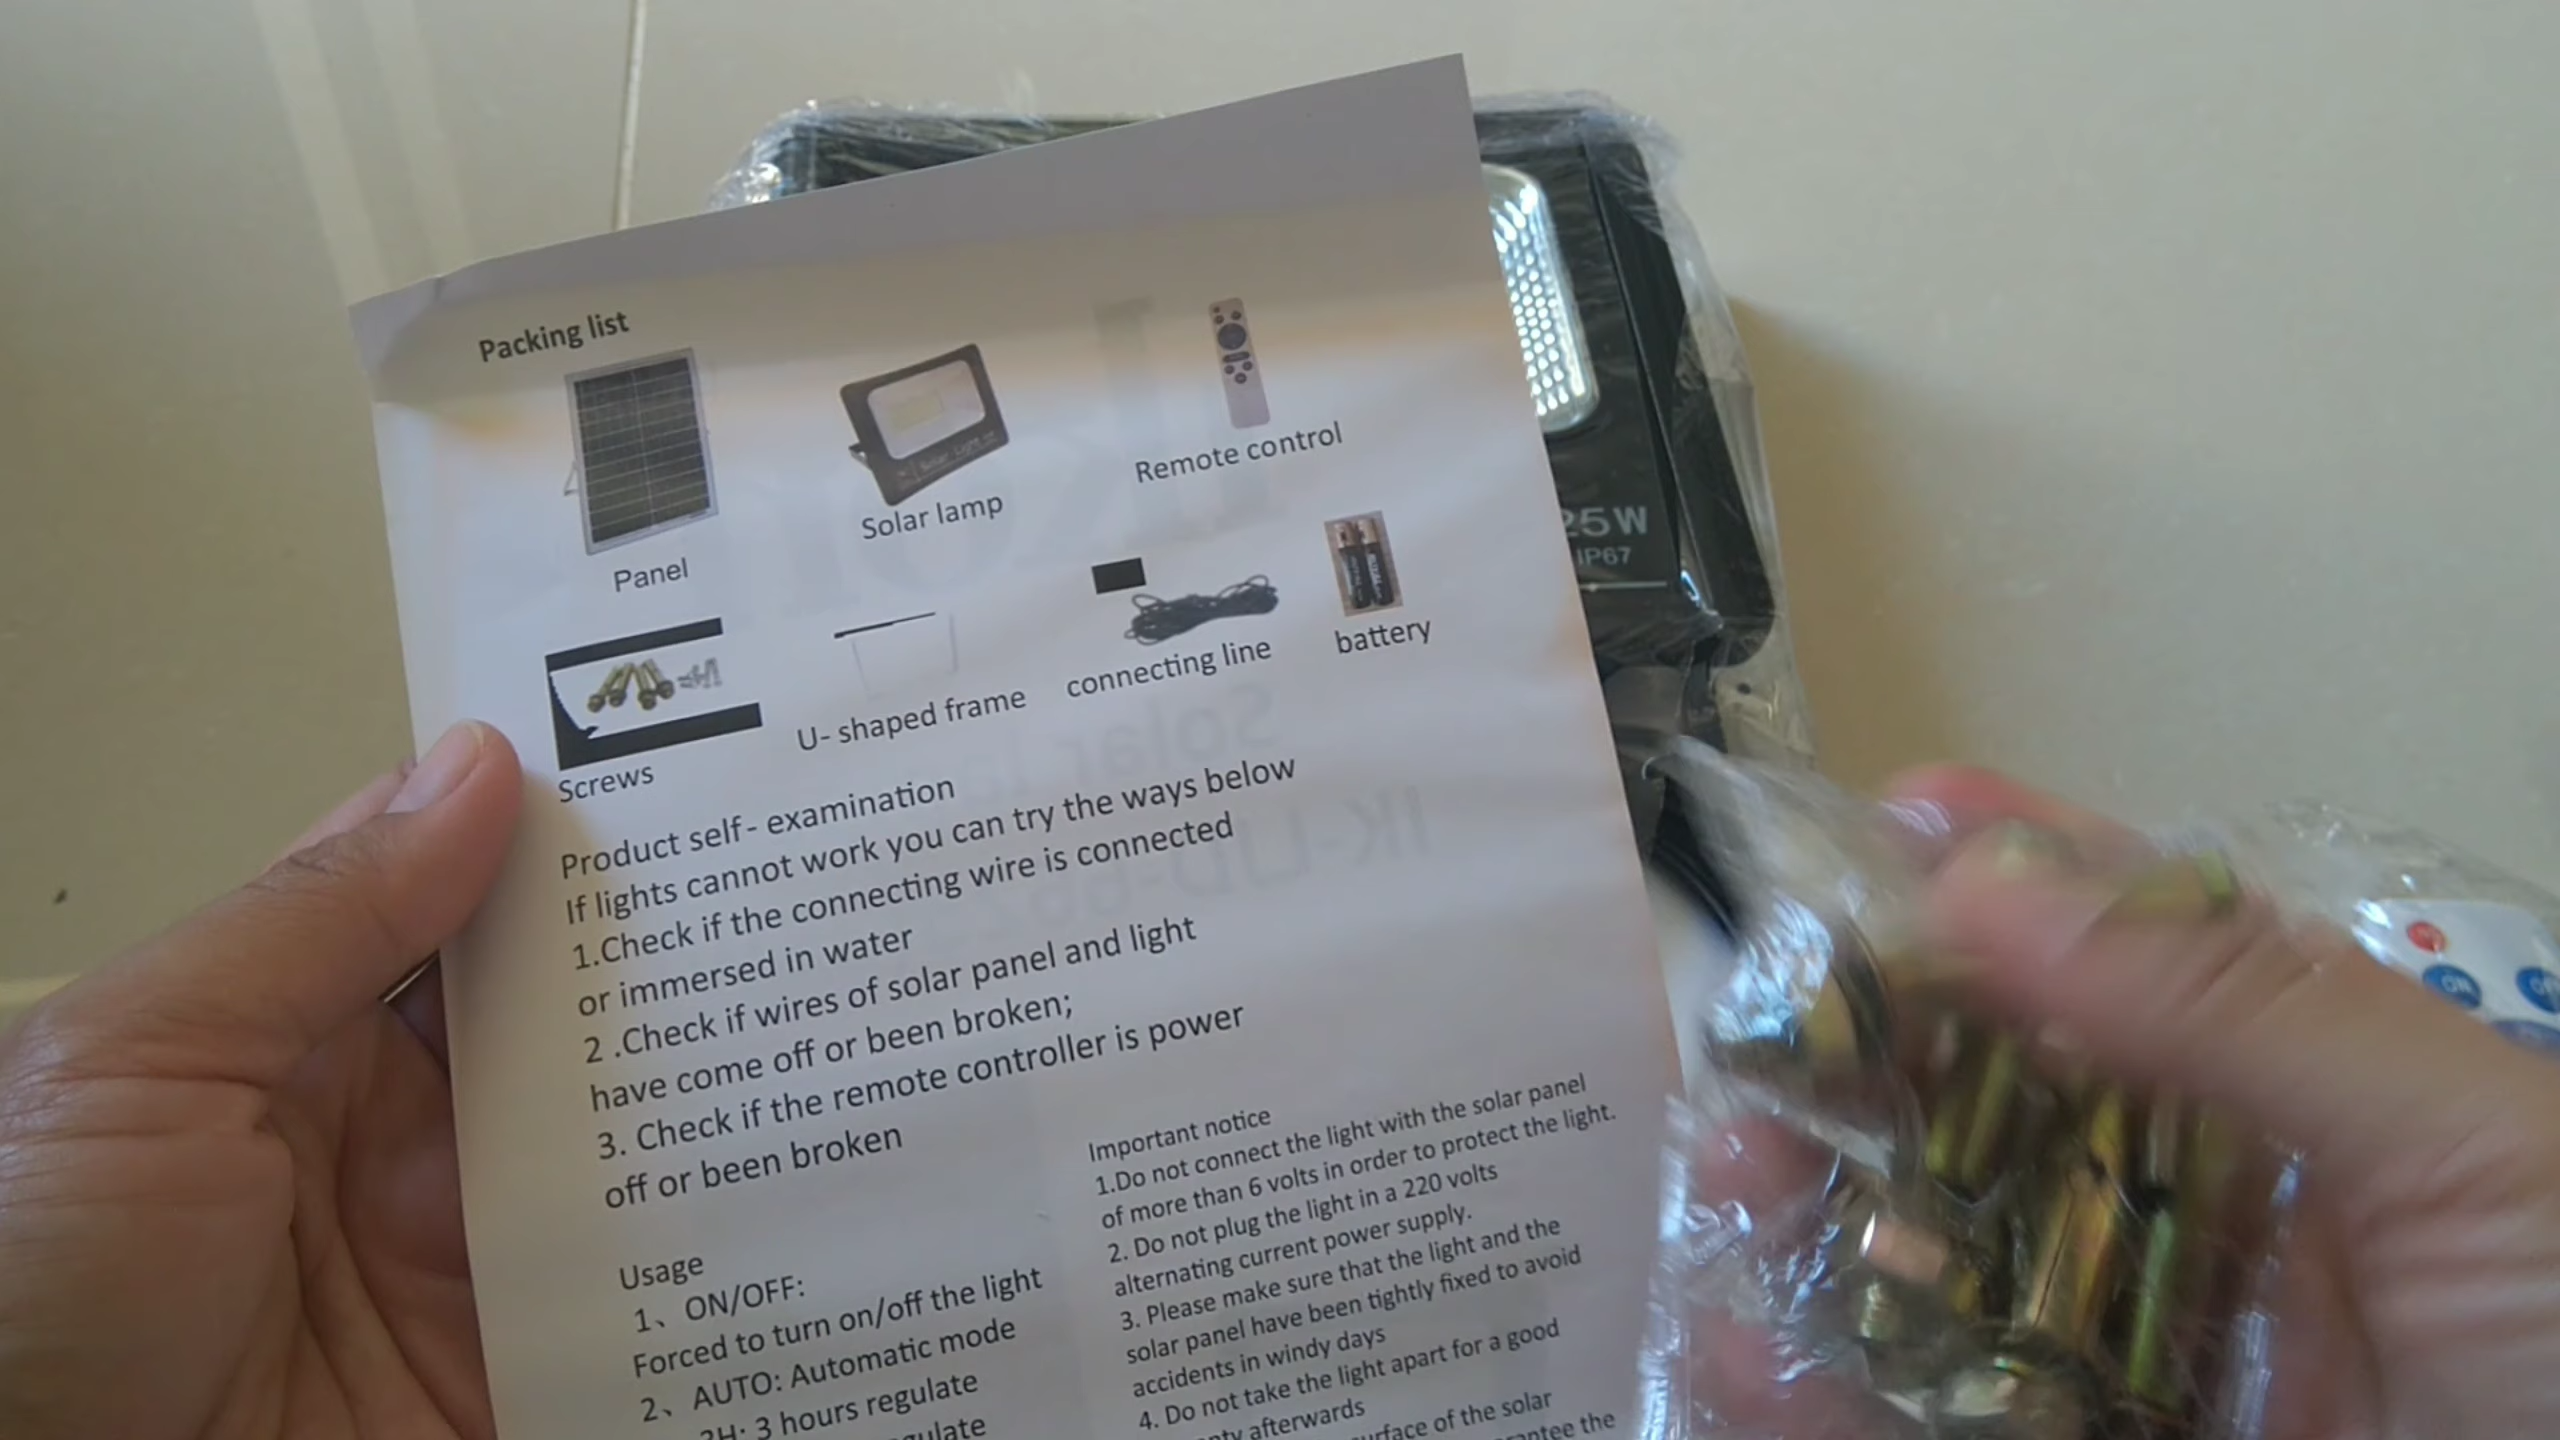 Packing list
Panel
Solar lamp
Remote control
Screws
U- shaped frame
connecting line
battery
Product self- examination
If lights cannot work you can try the ways below
1.Check if the connecting wire is connected
or immersed in water
2 .Check if wires of solar panel and light
have come off or been broken;
3. Check if the remote controller is power
off or been broken
Usage
1、ON/OFF:
Forced to turn on/off the light
2、AUTO: Automatic mode
3 hours regulate
Important notice
1.Do not connect the light with the solar panel
of more than 6 volts in order to protect the light.
2. Do not plug the light in a 220 volts
alternating current power supply.
3. Please make sure that the light and the
solar panel have been tightly fixed to avoid
accidents in windy days
4. Do not take the light apart for a good
afterwards
of the solar
the
25W
IP67
ON